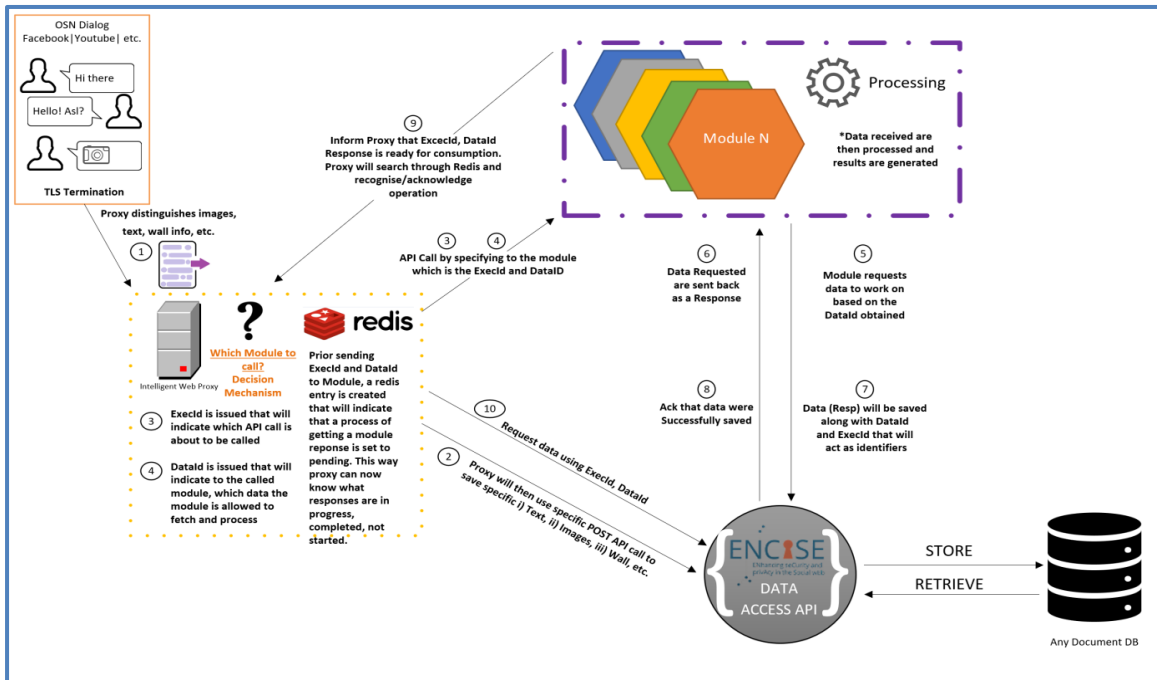 OSN Dialog
Facebook|Youtube| etc.
Hi there
Hello! Asl?
TLS Termination
Proxy distinguishes images,
text, wall info, etc.
1
9
Inform Proxy that ExcecId, DataId
Response is ready for consumption.
Proxy will search through Redis and
recognise/acknowledge
operation
Module N
Processing
*Data received are
then processed and
results are generated
3 4
API Call by specifying to the module
which is the ExecId and DataID
6
Data Requested
are sent back
as a Response
5
Module requests
data to work on
based on the
DataId obtained
Intelligent Web Proxy
?
Which Module to
call?
Decision
Mechanism
3
ExecId is issued that will
indicate which API call is
about to be called
4
DataId is issued that will
indicate to the called
module, which data the
module is allowed to
fetch and process
redis
Prior sending
ExecId and DataId
to Module, a redis
entry is created
that will indicate
that a process of
getting a module
reponse is set to
pending. This way
proxy can now
know what
responses are in
progress,
completed, not
started.
10
Request data using ExecId, DataId
2
Proxy will then use specific POST API call to
save specific i) Text, ii) Images, iii) Wall, etc.
8
Ack that data were
Successfully saved
7
Data (Resp) will be saved
along with DataId
and ExecId that will
act as identifiers
{ }
ENCASE
ENhancing seCurity and
privAcy in the Social wEb
DATA
ACCESS API
STORE
RETRIEVE
Any Document DB